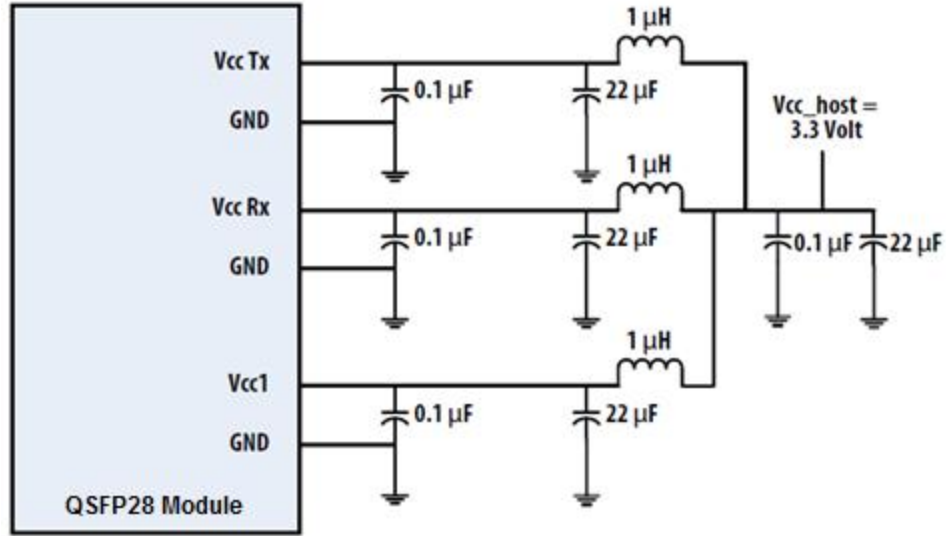 1 μH
Vcc Tx
0.1 μF
22 μF
GND
Vcc_host =
3.3 Volt
1 μH
Vcc Rx
0.1 μF
22 μF
0.1 μF
22 μF
GND
1 μH
Vcc1
0.1 μF
22 μF
GND
QSFP28 Module